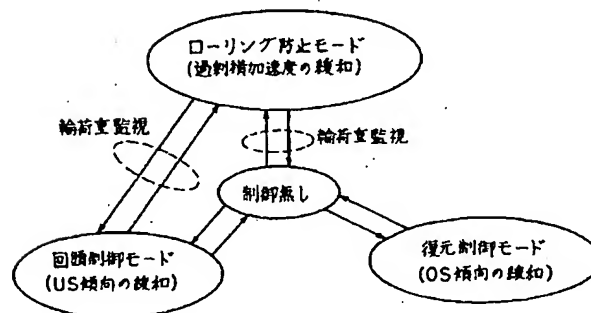 ローリング防止モード
(過剰増加速度の緩和)
輪荷重監視
輪荷重監視
制御無し
回頭制御モード
(US傾向の緩和)
復元制御モード
(OS傾向の緩和)